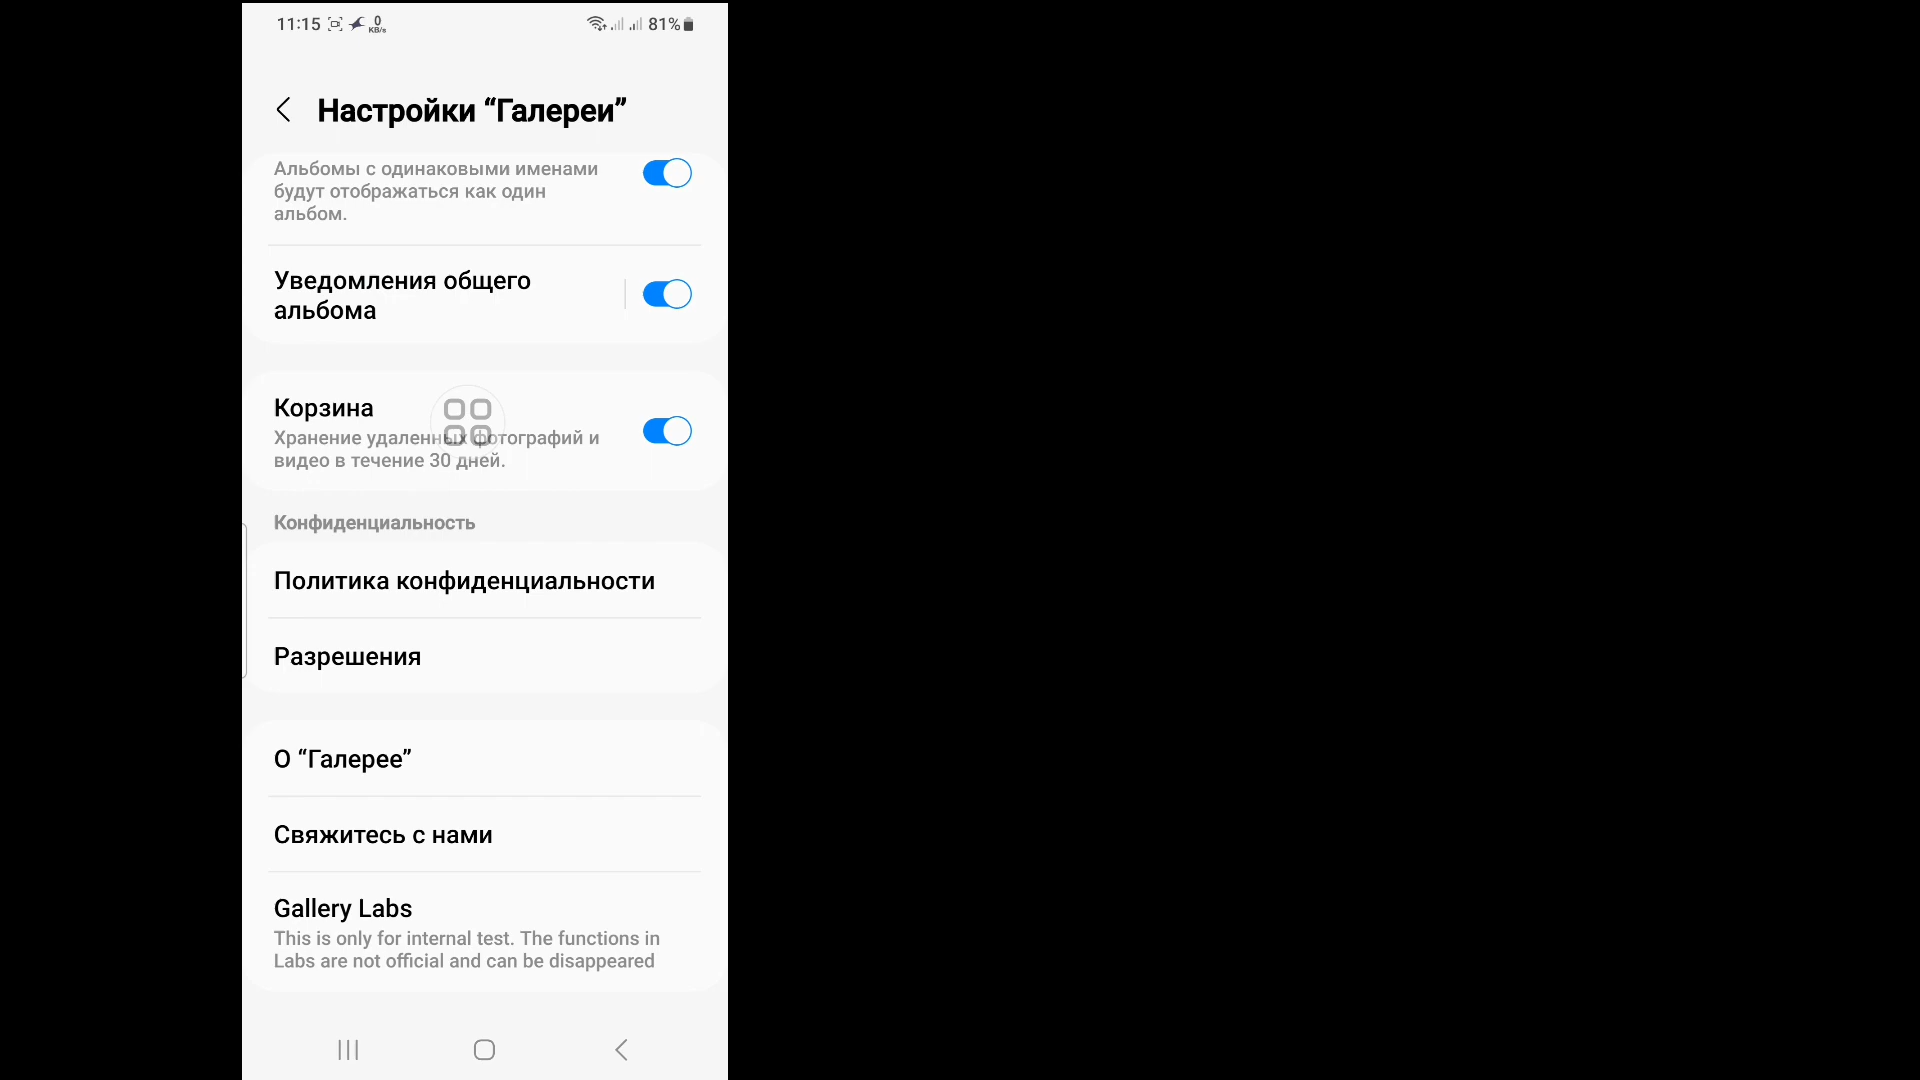 11:15 0 KB/s 81%
Настройки “Галереи”
Альбомы с одинаковыми именами
будут отображаться как один
альбом.
Уведомления общего
альбома
Корзина
Хранение удаленных фотографий и
видео в течение 30 дней.
Конфиденциальность
Политика конфиденциальности
Разрешения
О “Галерее”
Свяжитесь с нами
Gallery Labs
This is only for internal test. The functions in
Labs are not official and can be disappeared